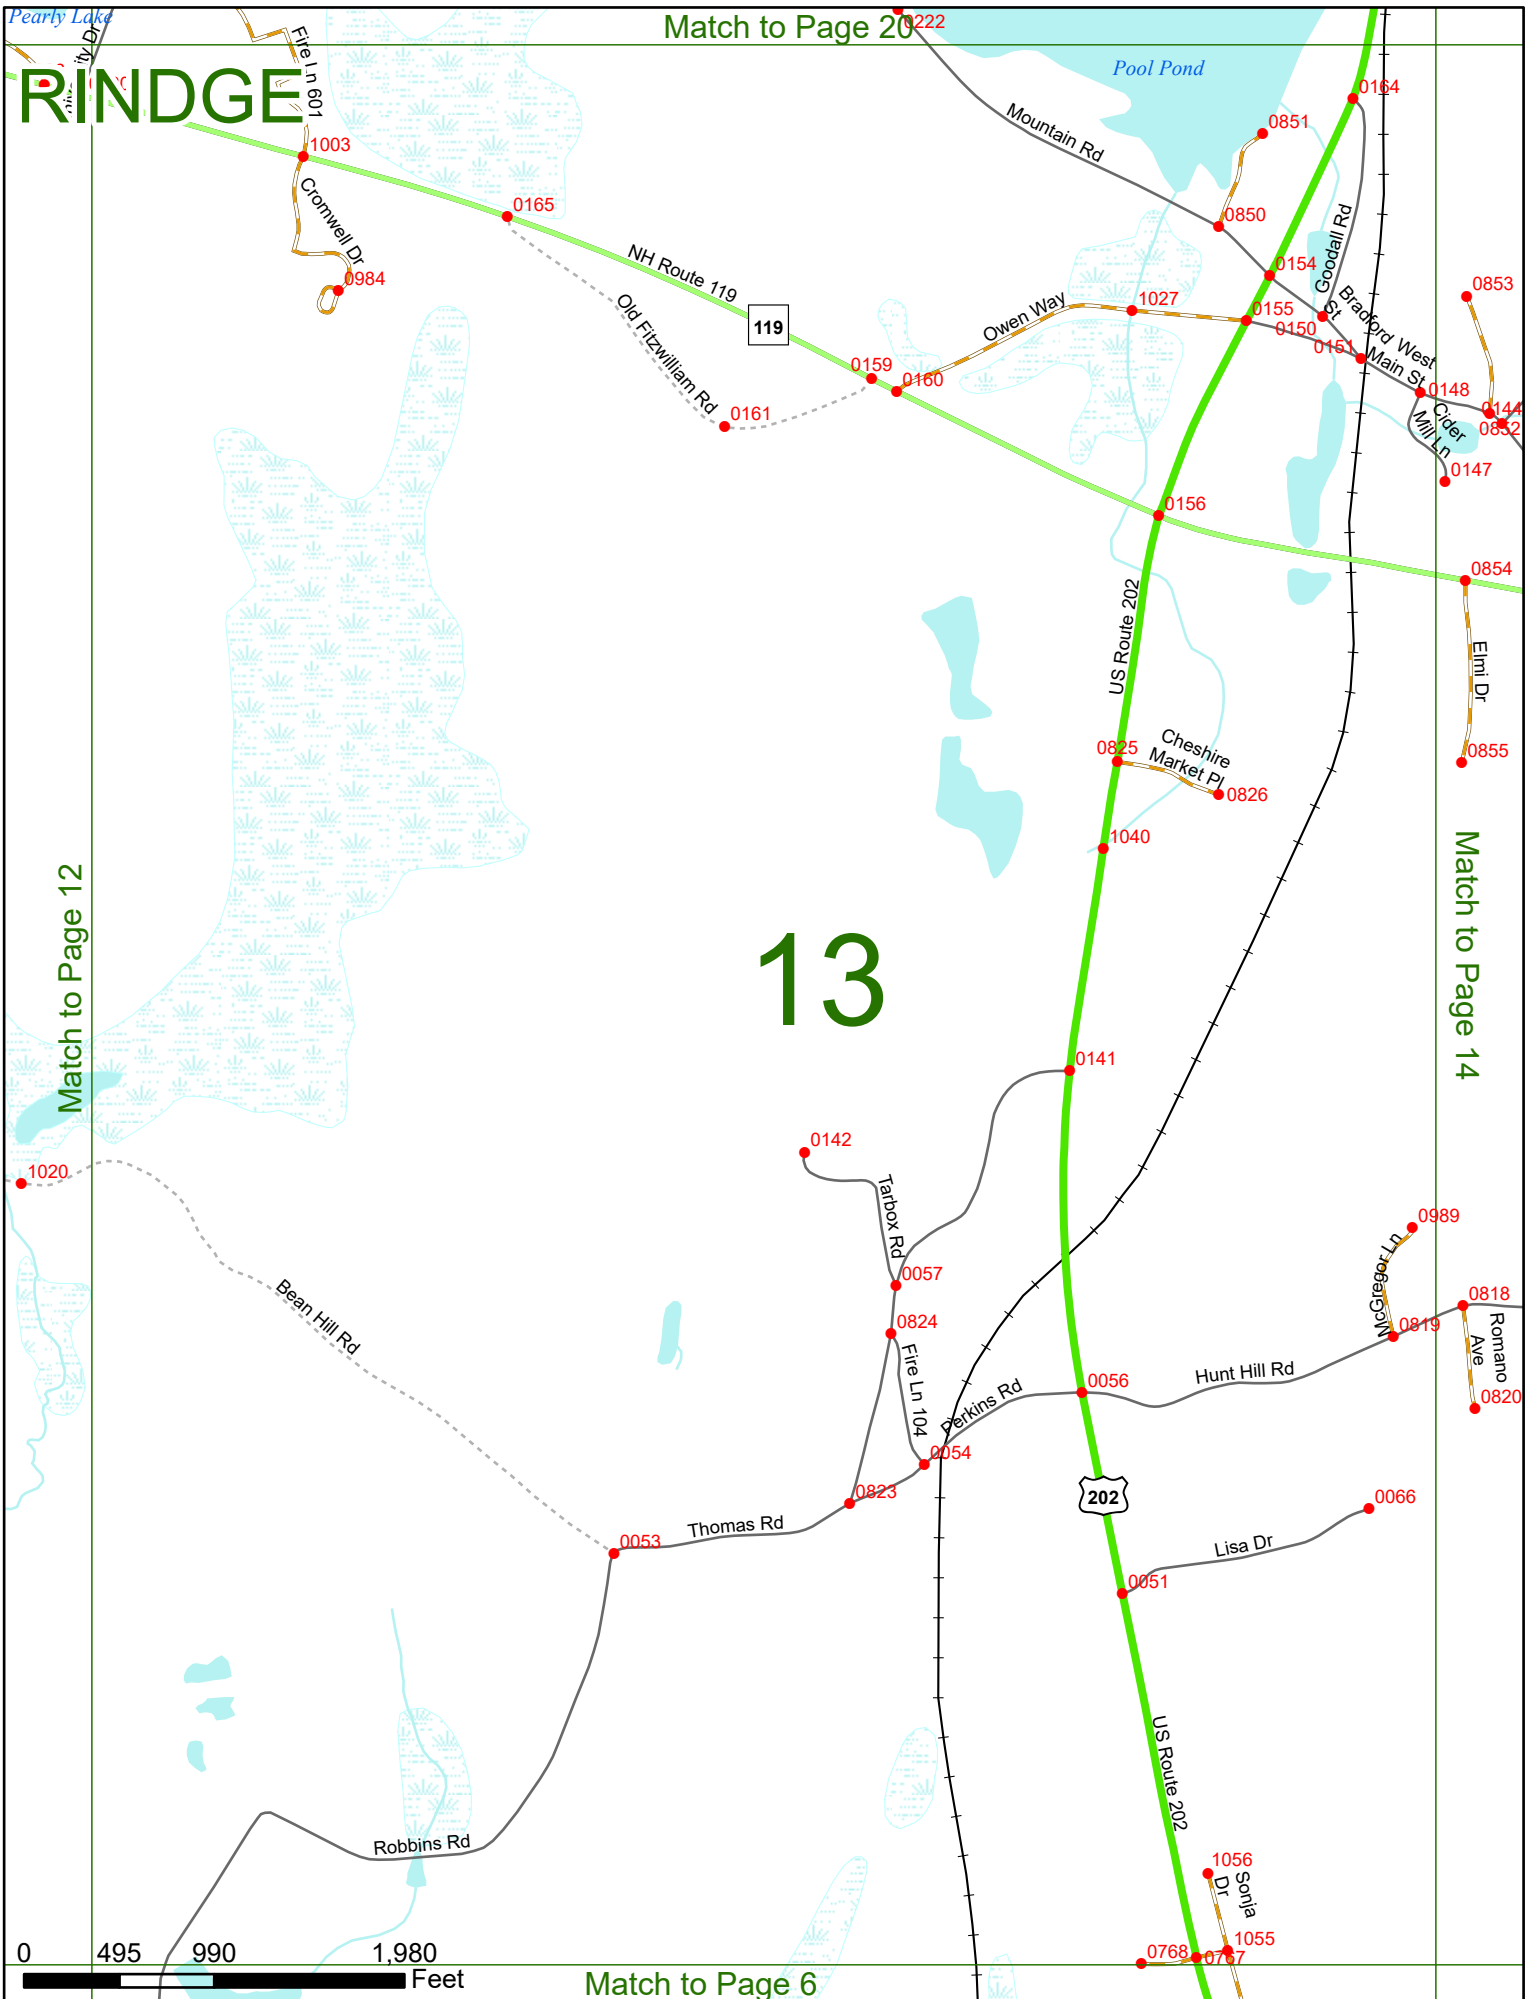 Pearly Lake
Match to Page 20
0222
RINDGE
Fire Ln 601
Pool Pond
0164
0851
Mountain Rd
1003
Cromwell Dr
0165
0850
Goodall Rd
NH Route 119
0984
0154
0853
Old Fitzwilliam Rd
119
Owen Way
1027
0155
0150
Bradford
St
0151
West
Main St
0159
0160
0148
0144
0852
Cider
Mill Ln
0161
0147
0156
0854
US Route 202
Elmi Dr
0825
Cheshire
Market Pl
0826
0855
1040
Match to Page 12
13
Match to Page 14
0141
0142
1020
Tarbox Rd
0989
McGregor Ln
0057
0818
Bean Hill Rd
0824
0819
Romano
Ave
Fire Ln 104
Hunt Hill Rd
0056
Perkins Rd
0820
0054
202
0823
0066
Thomas Rd
0053
Lisa Dr
0051
US Route 202
Robbins Rd
1056
Sonja
Dr
1055
0768
0767
0 495 990 1,980
Feet
Match to Page 6